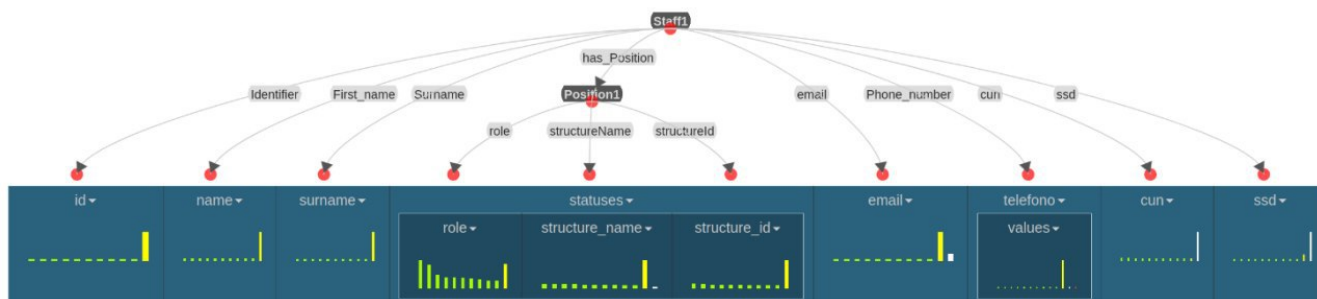 Staff1
has_Position
Identifier First_name Surname Position1 email Phone_number cun ssd
role structureName structureId
id name surname statuses email telefono cun ssd
role structure_name structure_id values